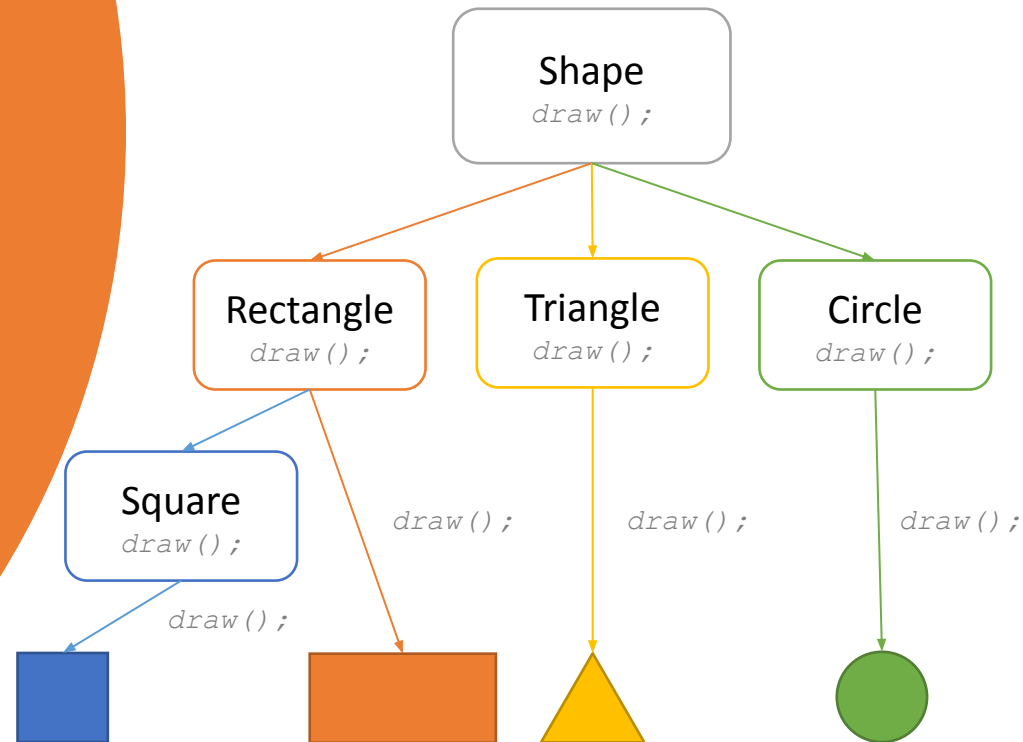 Shape
draw();
Rectangle
draw();
Triangle
draw();
Circle
draw();
Square
draw();
draw();
draw();
draw();
draw();